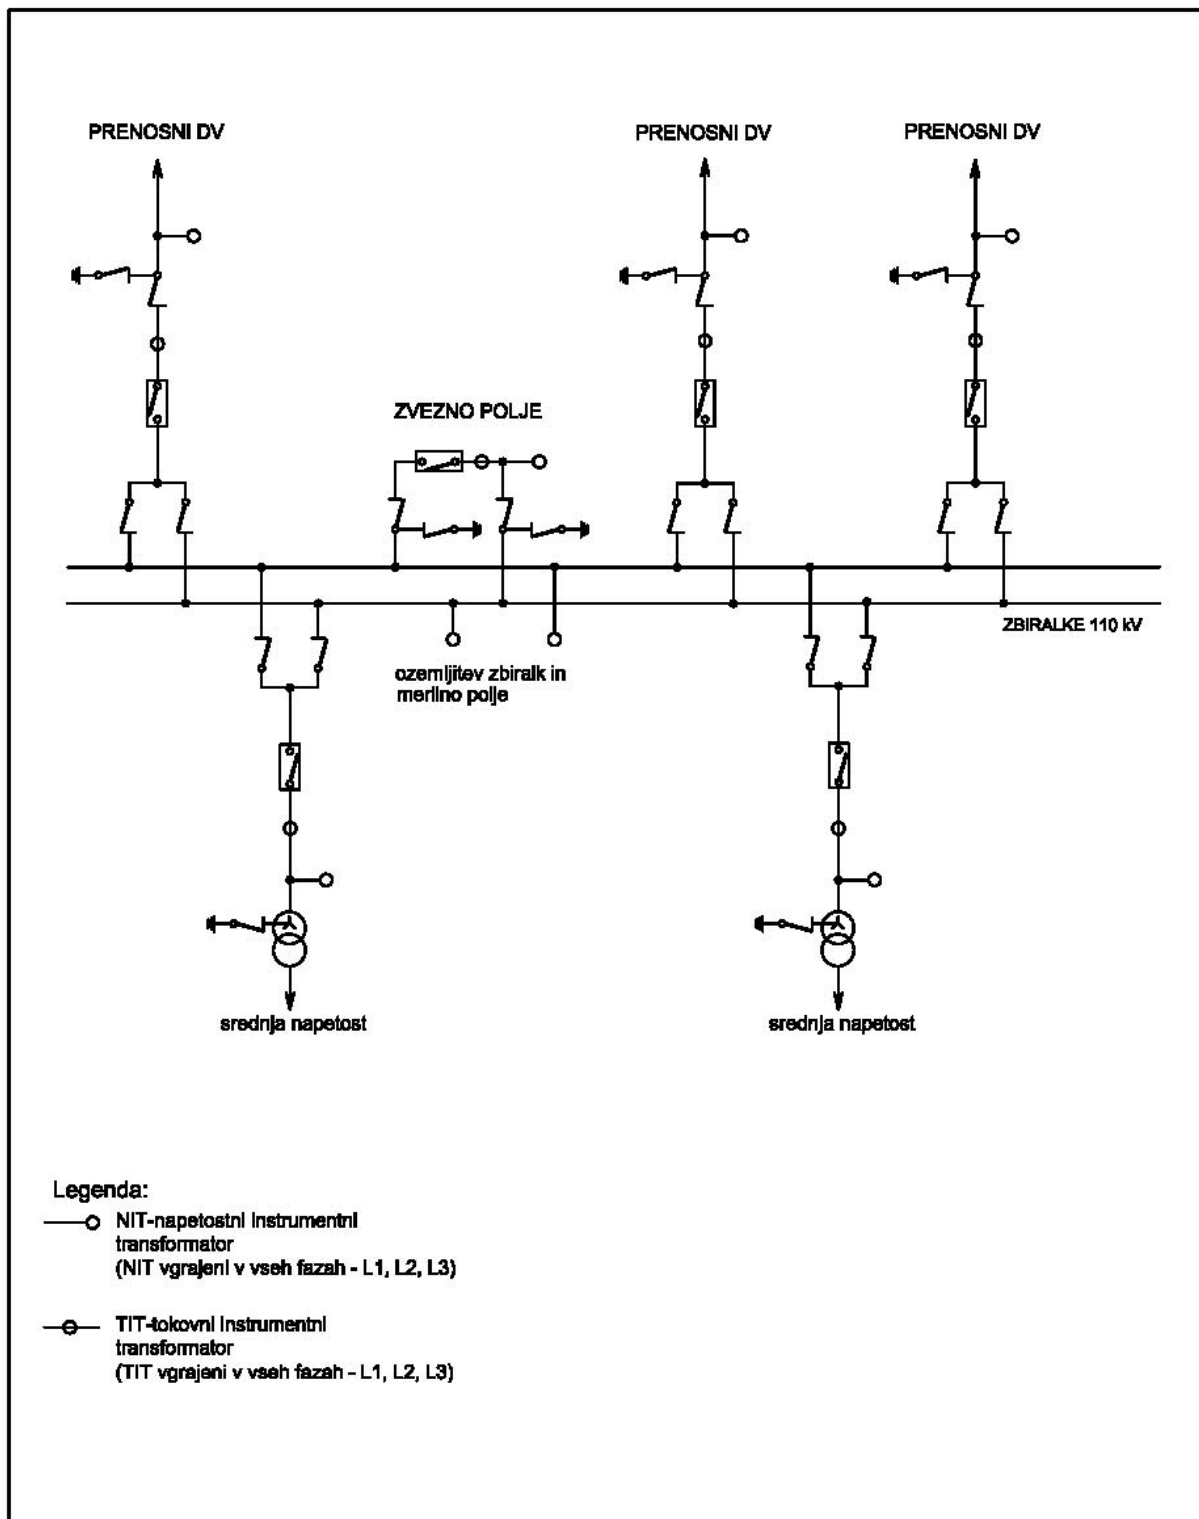 PRENOSNI DV
PRENOSNI DV
PRENOSNI DV
ZVEZNO POLJE
ZBIRALKE 110 kV
ozemljitev zbiralk in
merilno polje
srednja napetost
srednja napetost
Legenda:
NIT-napetostni instrumentni
transformator
(NIT vgrajeni v vseh fazah - L1, L2, L3)
TIT-tokovni instrumentni
transformator
(TIT vgrajeni v vseh fazah - L1, L2, L3)